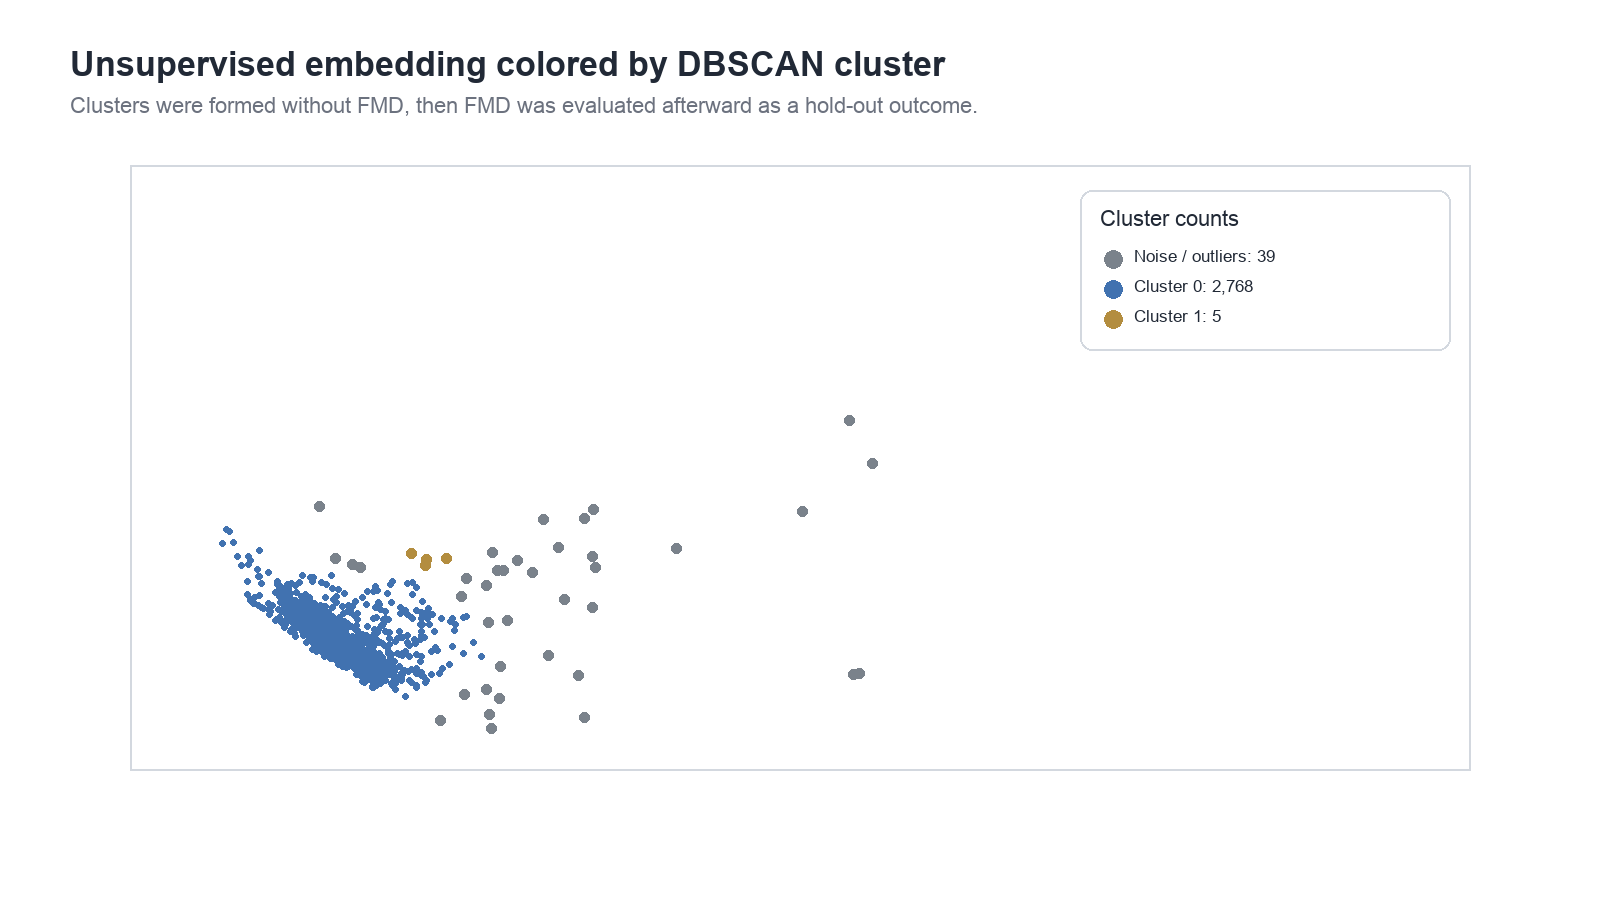 Unsupervised embedding colored by DBSCAN cluster
Clusters were formed without FMD, then FMD was evaluated afterward as a hold-out outcome.
Cluster counts
Noise / outliers: 39
Cluster 0: 2,768
Cluster 1: 5